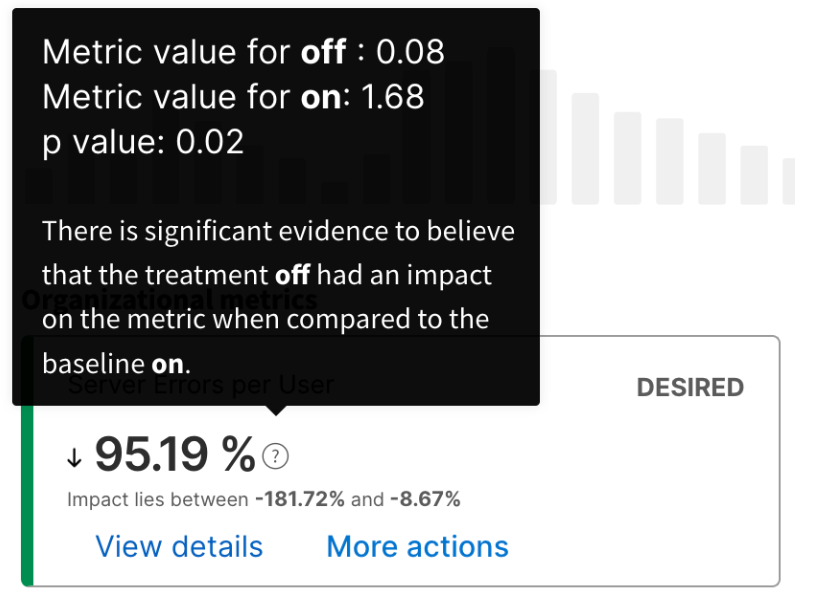 Metric value for off : 0.08
Metric value for on: 1.68
p value: 0.02
There is significant evidence to believe
that the treatment off had an impact
on the metric when compared to the
baseline on.
Organizational metrics
Server Errors per User
DESIRED
↓ 95.19 % ?
Impact lies between -181.72% and -8.67%
View details More actions